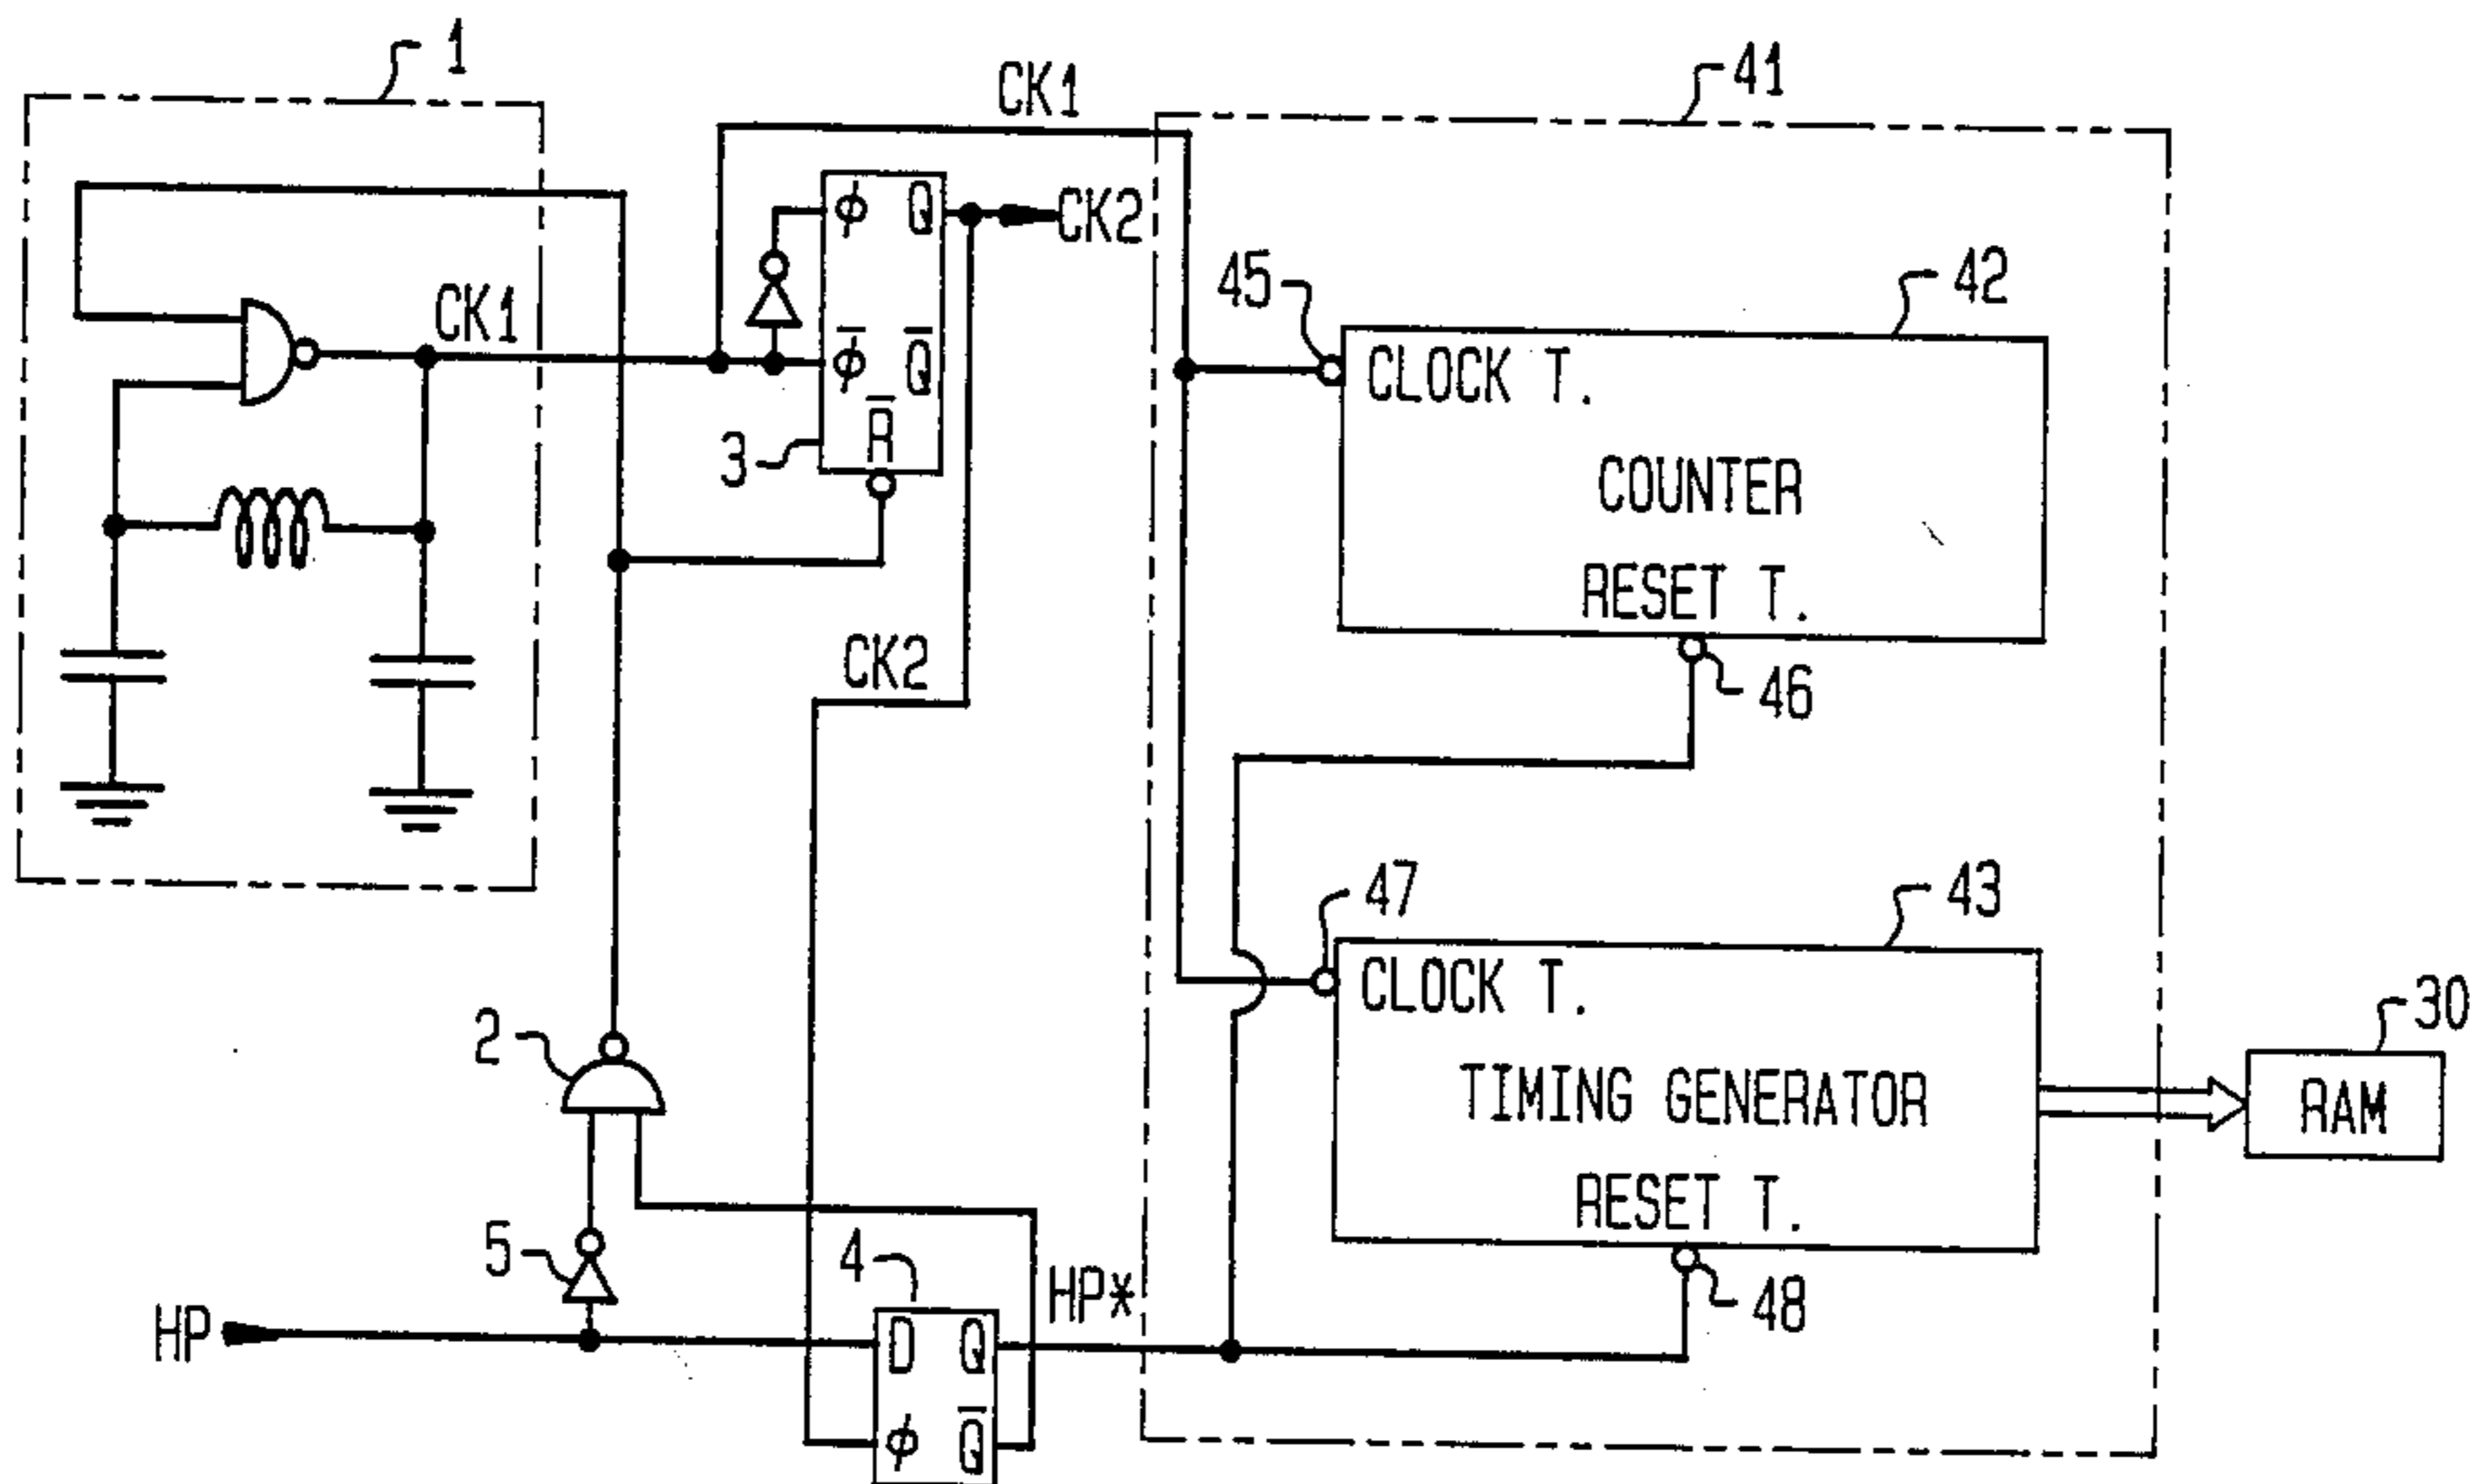 1
CK1
41
ϕ Q
CK2
45
42
CK1
ϕ̅ Q̅
CLOCK T.
R̅
3
COUNTER
RESET T.
CK2
46
47
43
CLOCK T.
30
2
TIMING GENERATOR
RAM
RESET T.
5
4
HP*
48
HP
D Q
ϕ Q̅